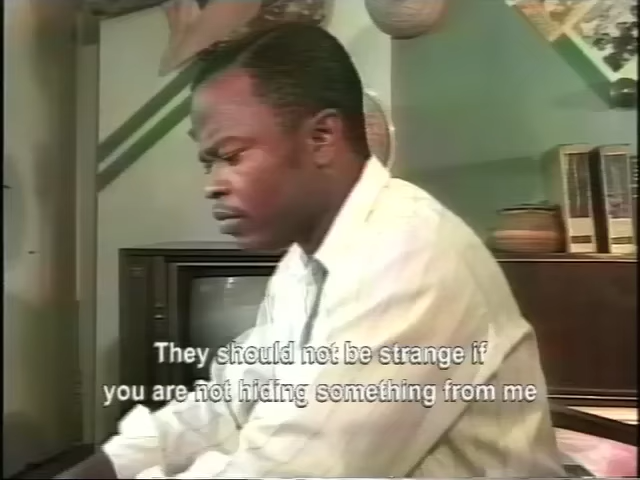 They should not be strange if
you are not hiding something from me